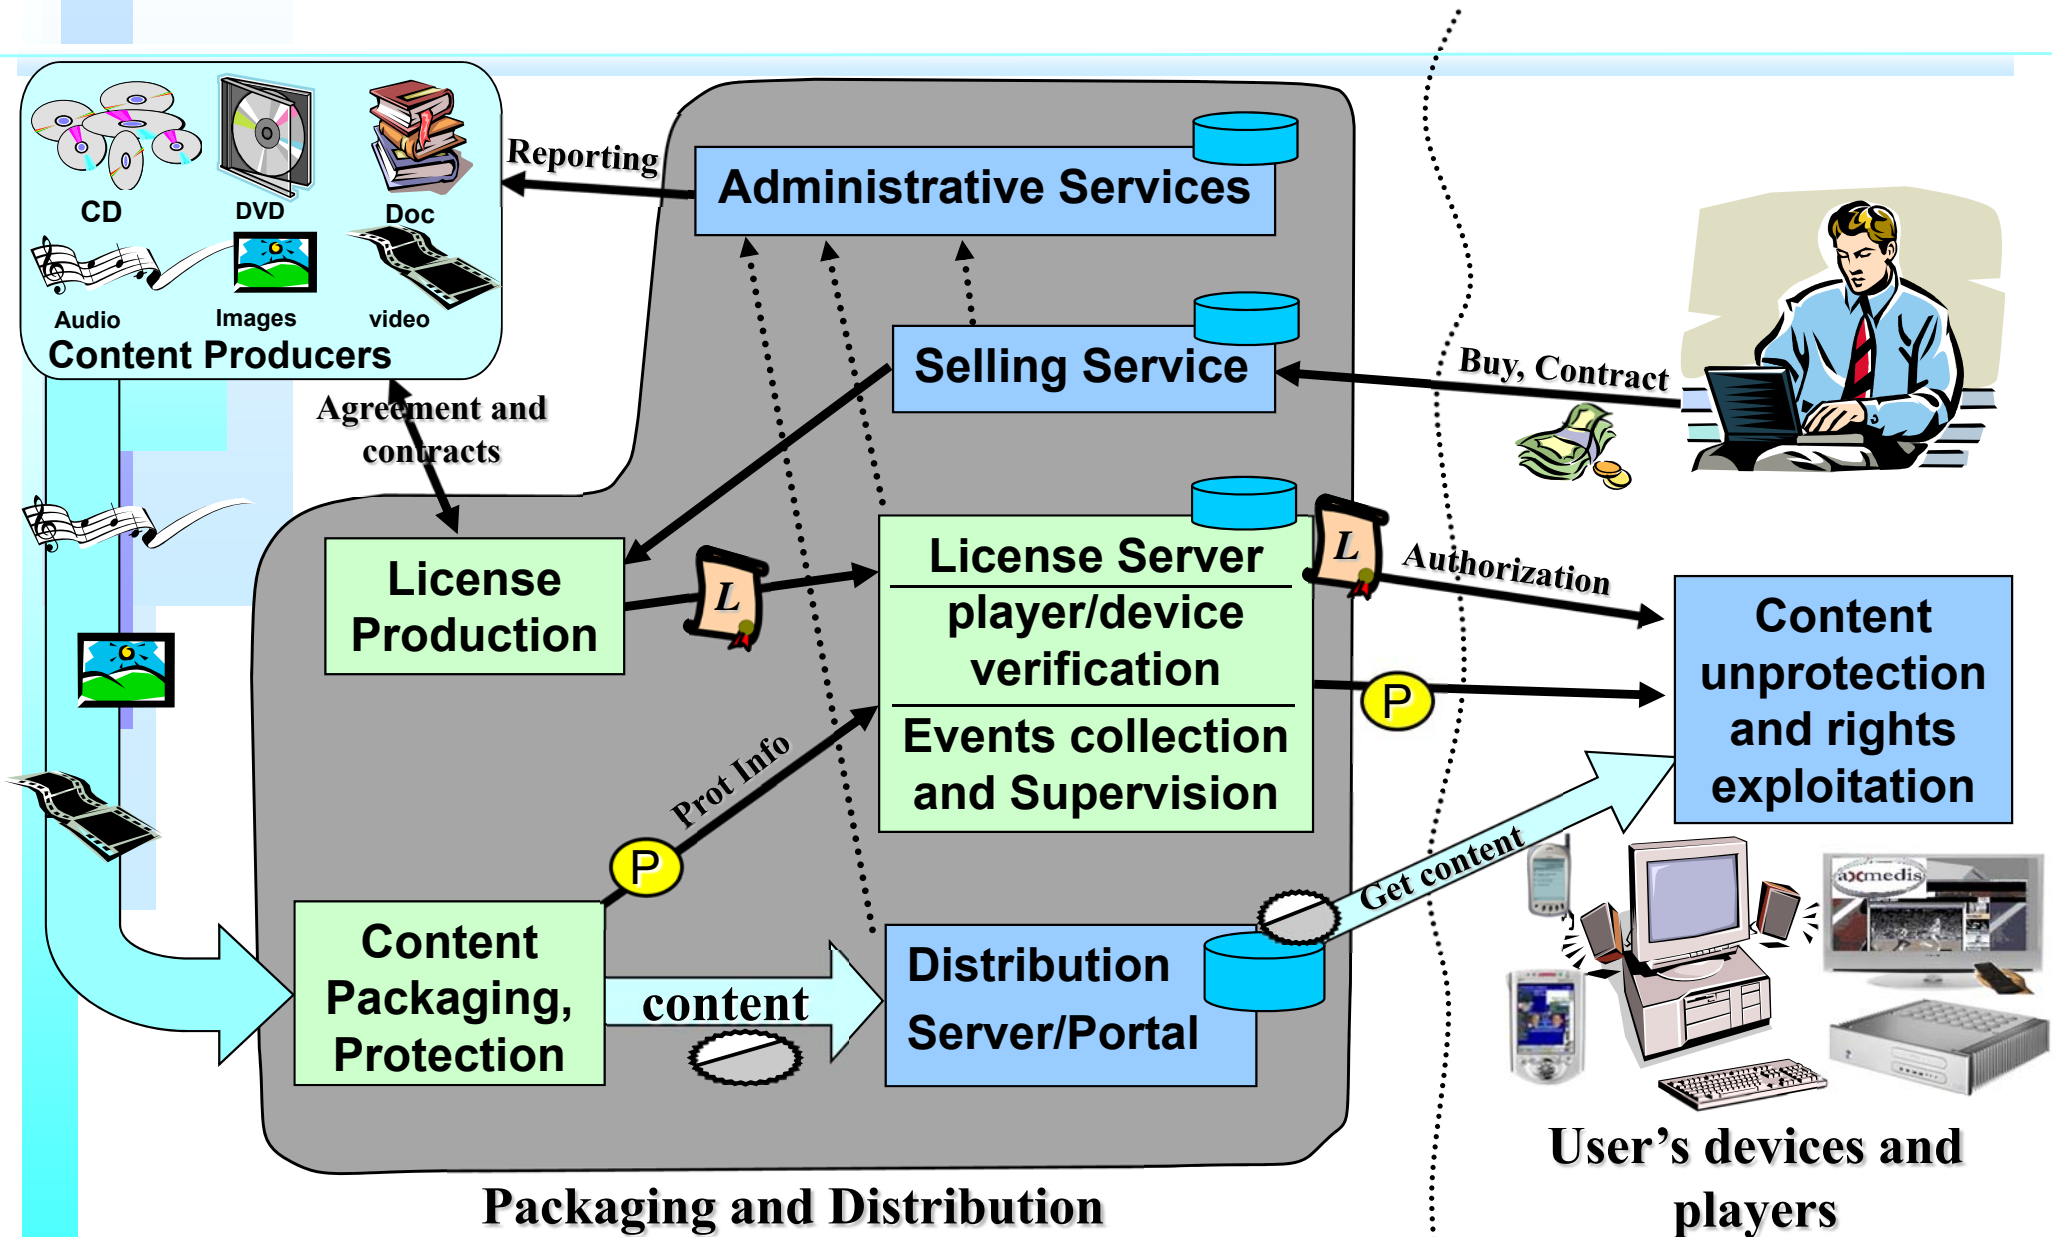 CD
DVD
Doc
Audio
Images
video
Content Producers
Reporting
Administrative Services
Selling Service
Buy, Contract
Agreement and
contracts
License
Production
L
License Server
player/device
verification
Events collection
and Supervision
L
Authorization
P
Content
unprotection
and rights
exploitation
Prot Info
P
Get content
Content
Packaging,
Protection
content
Distribution
Server/Portal
axmedis
User’s devices and
players
Packaging and Distribution